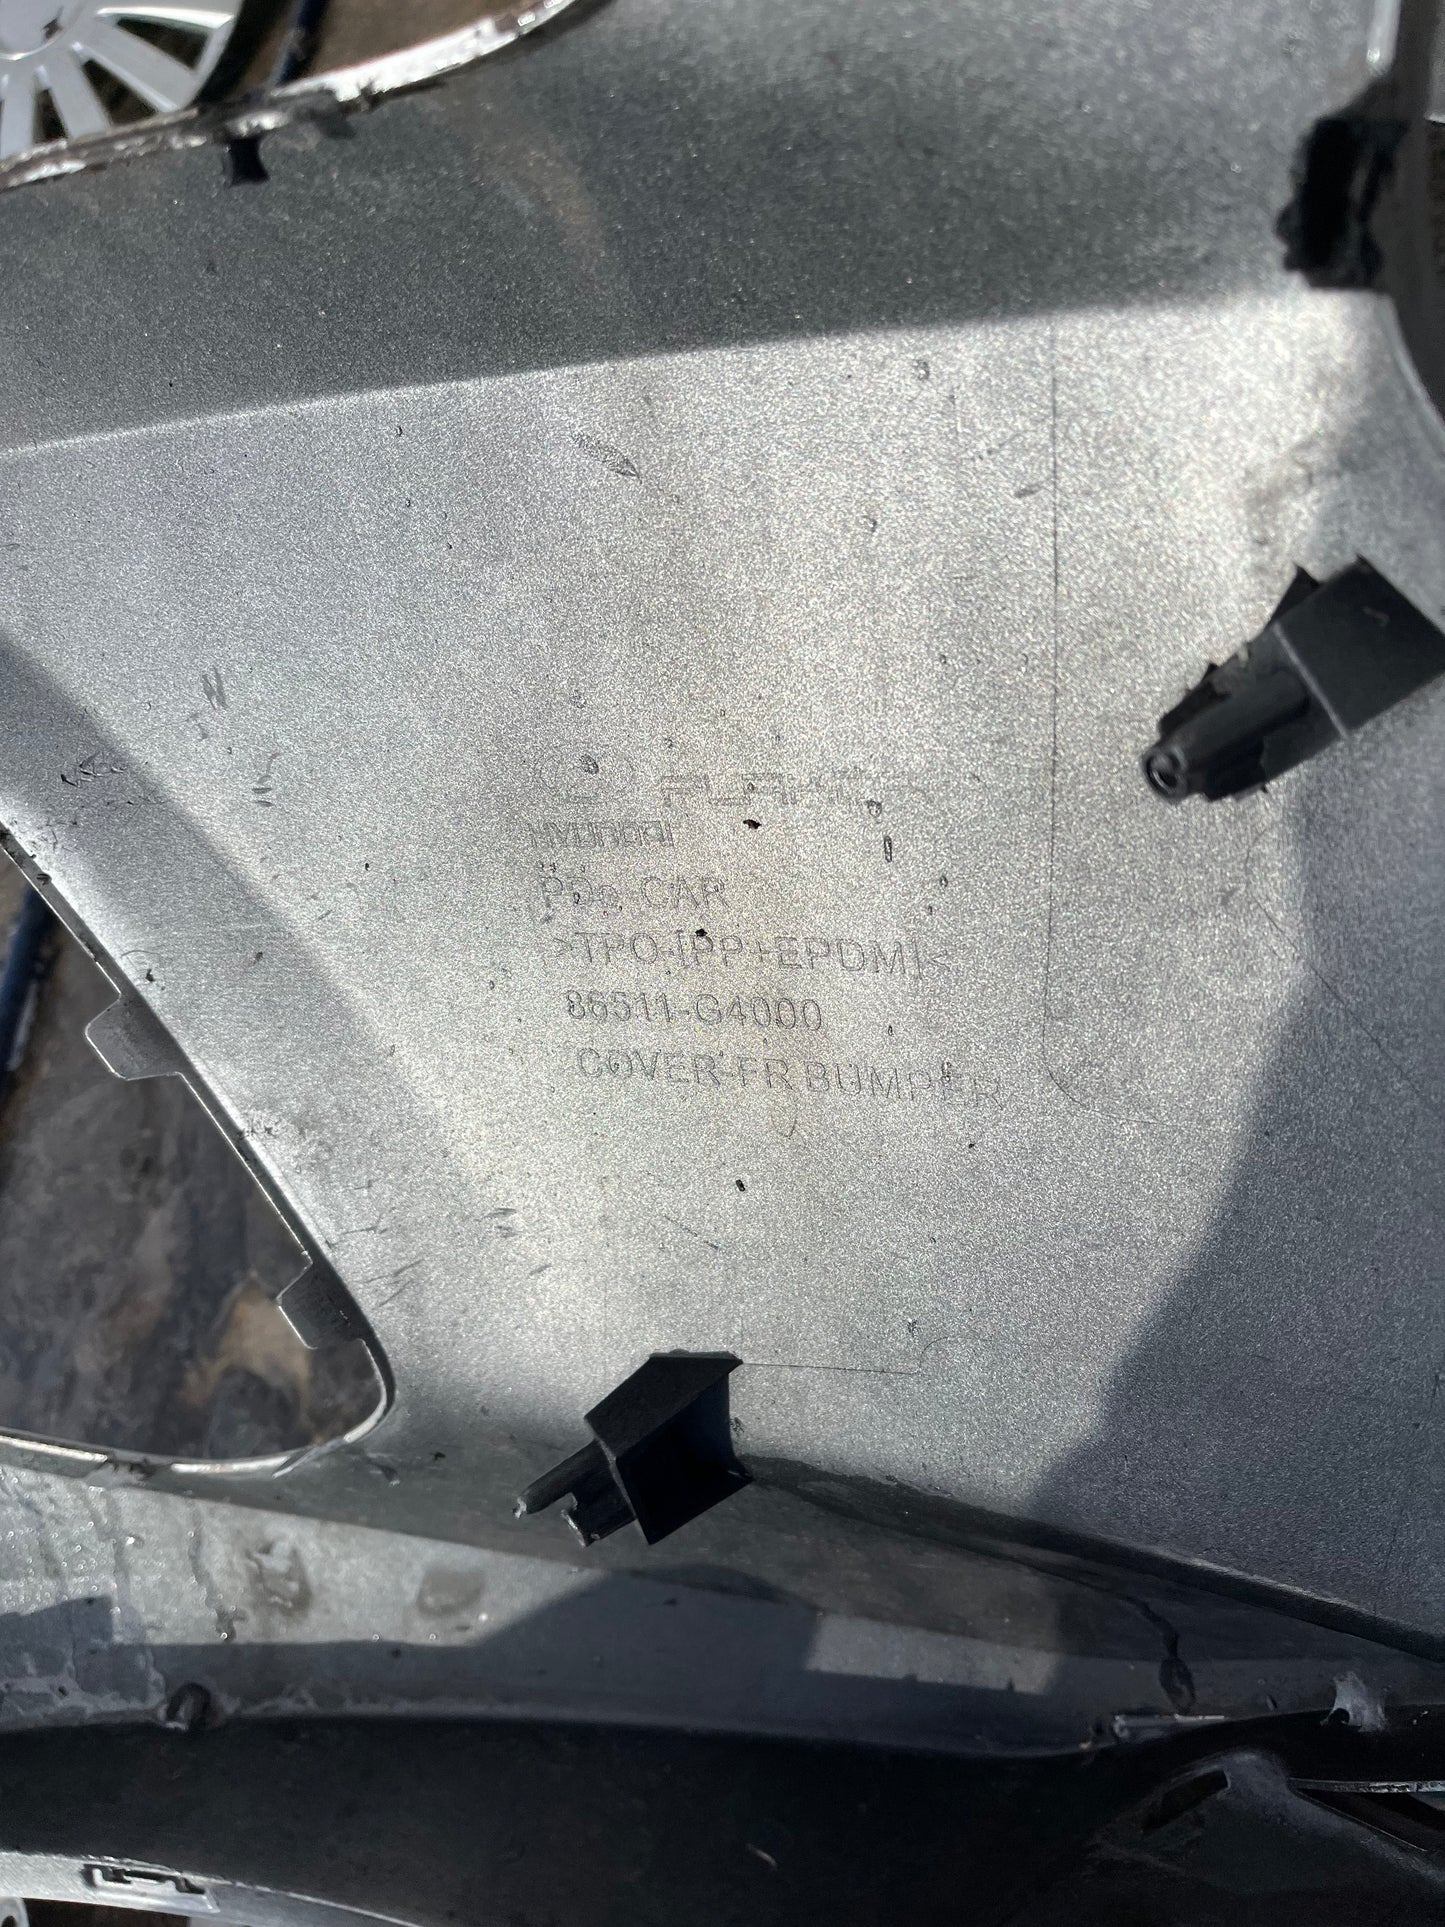 HYUNDAI
PDe CAR
>TPO-[PP+EPDM]<
86511-G4000
COVER-FR BUMPER